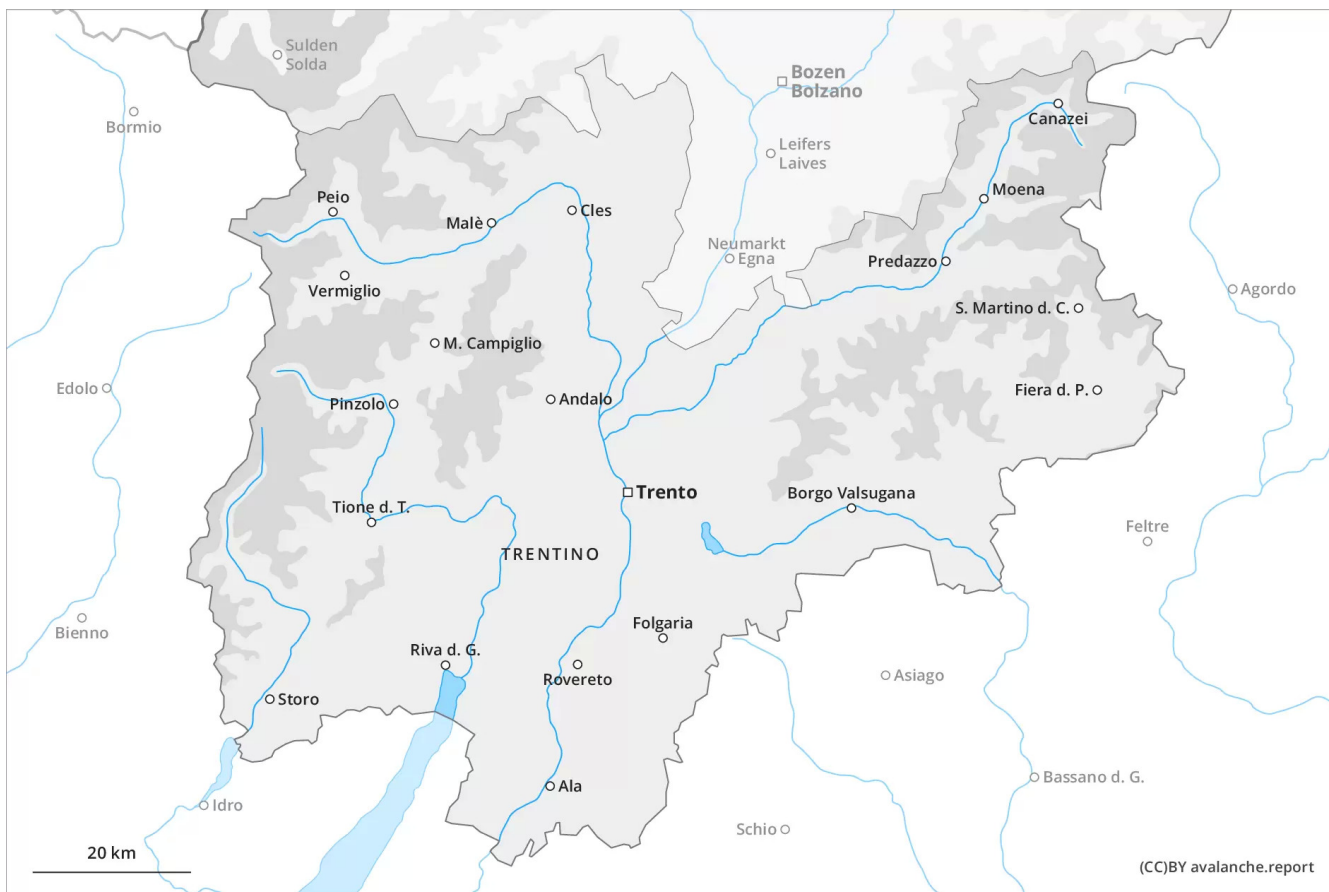 Sulden
Solda
Bozen
Bolzano
Bormio
Canazei
Leifers
Laives
Peio
Moena
Malè
Cles
Neumarkt
Egna
Predazzo
Vermiglio
Agordo
S. Martino d. C.
M. Campiglio
Edolo
Fiera d. P.
Pinzolo
Andalo
Trento
Borgo Valsugana
Tione d. T.
Feltre
TRENTINO
Bienno
Folgaria
Riva d. G.
Asiago
Rovereto
Storo
Bassano d. G.
Ala
Idro
Schio
20 km
(CC)BY avalanche.report